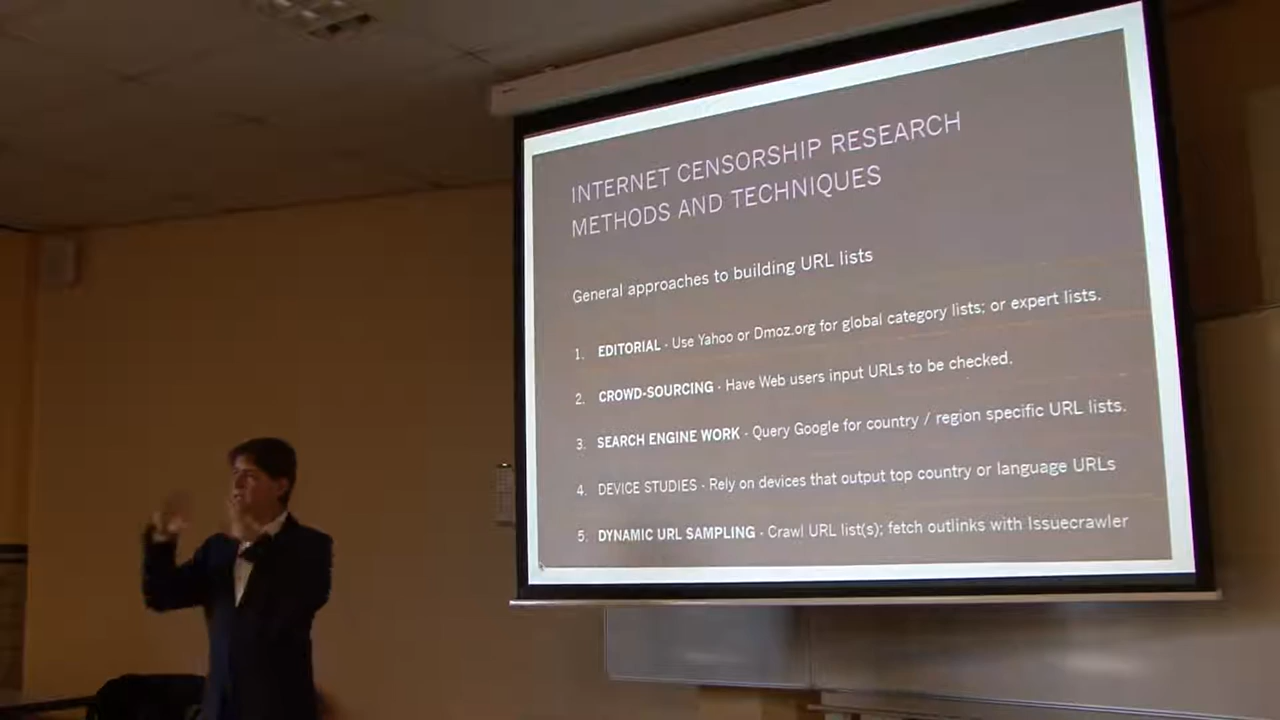 INTERNET CENSORSHIP RESEARCH
METHODS AND TECHNIQUES
General approaches to building URL lists
1. EDITORIAL - Use Yahoo or Dmoz.org for global category lists; or expert lists.
2. CROWD-SOURCING - Have Web users input URLs to be checked.
3. SEARCH ENGINE WORK - Query Google for country / region specific URL lists.
4. DEVICE STUDIES - Rely on devices that output top country or language URLs
5. DYNAMIC URL SAMPLING - Crawl URL list(s); fetch outlinks with Issuecrawler